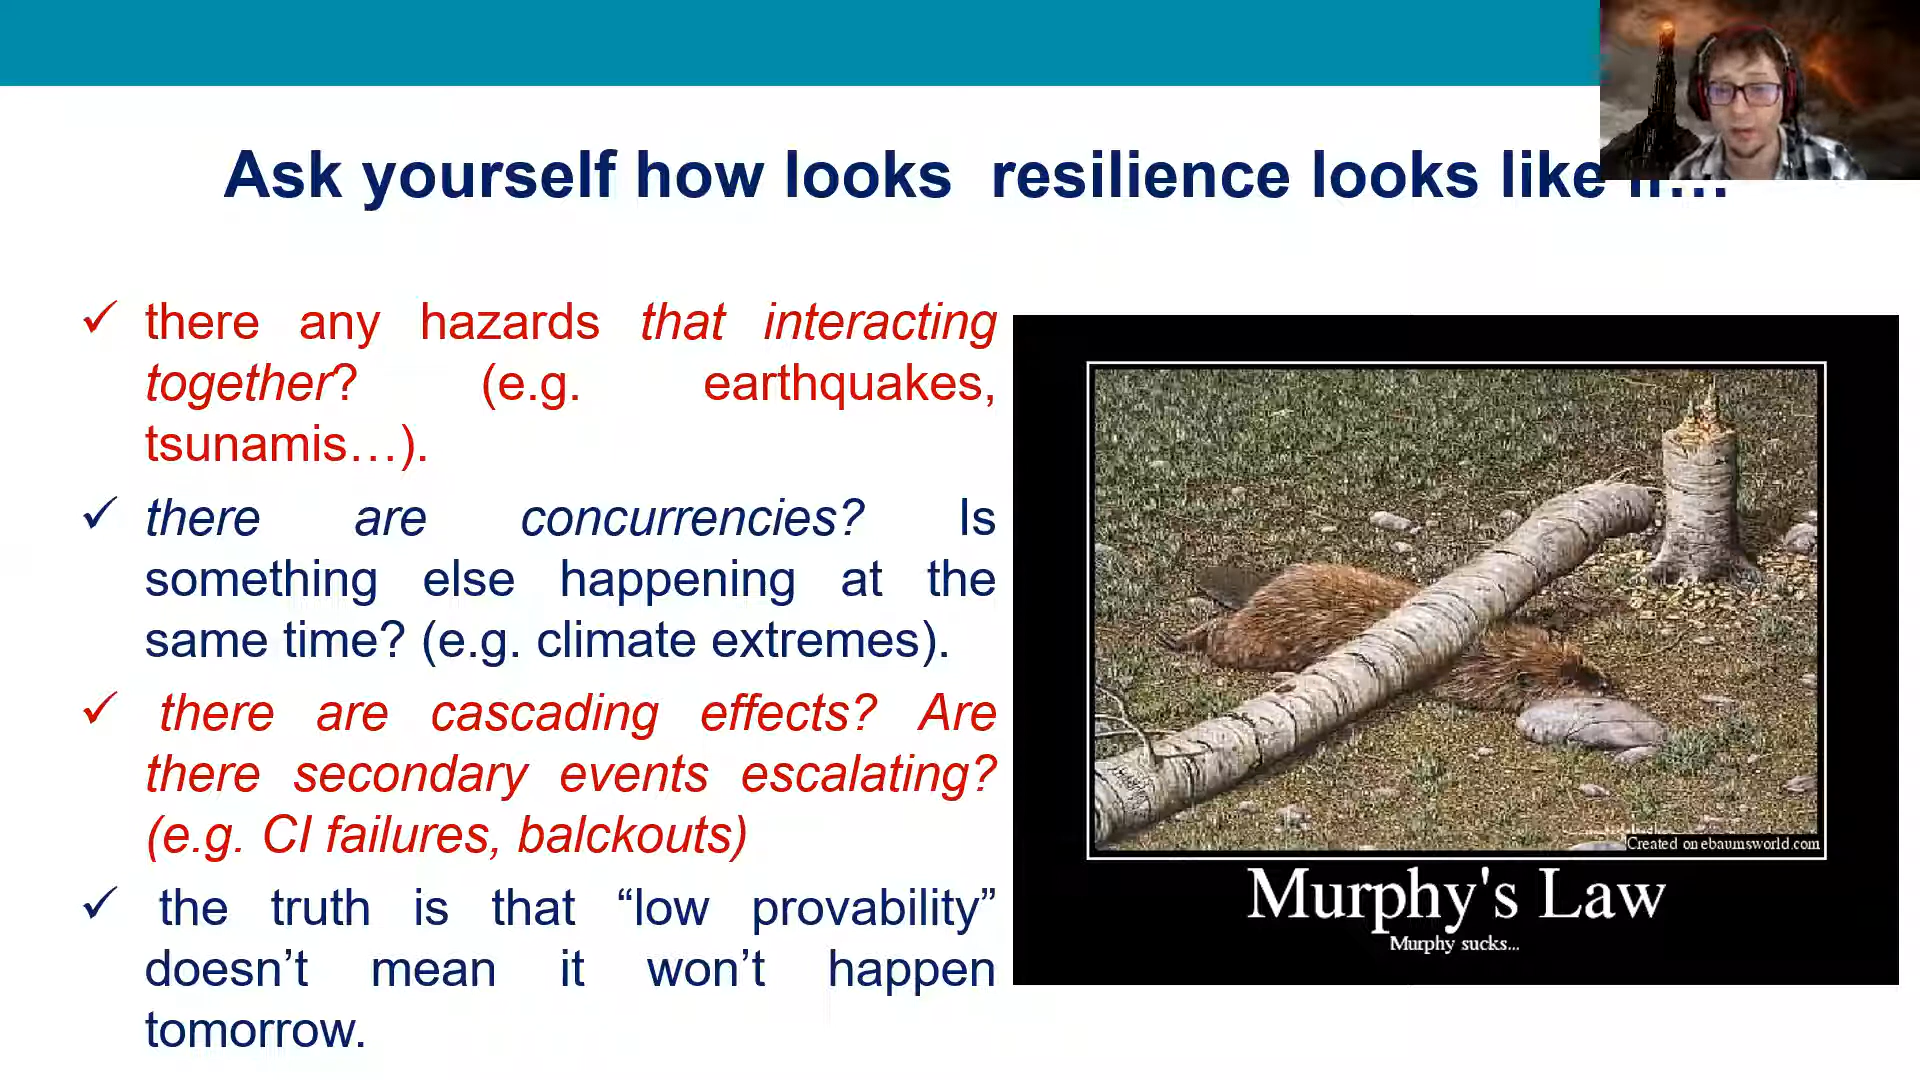 Ask yourself how looks resilience looks like if…
there any hazards that interacting
together? (e.g. earthquakes,
tsunamis…).
there are concurrencies? Is
something else happening at the
same time? (e.g. climate extremes).
there are cascading effects? Are
there secondary events escalating?
(e.g. CI failures, balckouts)
the truth is that “low provability”
doesn’t mean it won’t happen
tomorrow.
Created on ebaumsworld.com
Murphy's Law
Murphy sucks...